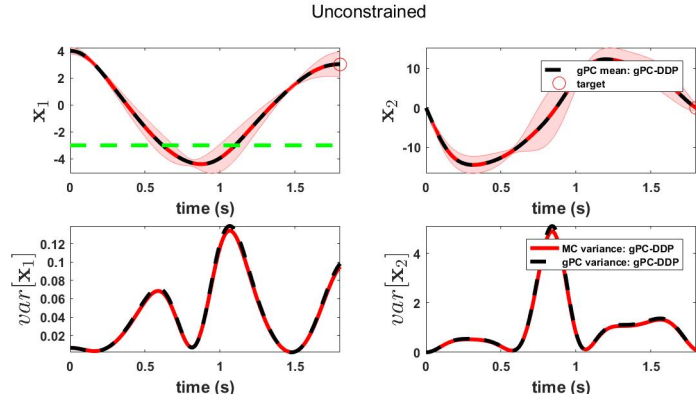 Unconstrained
x1
4
2
0
-2
-4
0
0.5
1
1.5
time (s)
x2
10
0
-10
gPC mean: gPC-DDP
target
0
0.5
1
1.5
time (s)
var[x1]
0.12
0.1
0.08
0.06
0.04
0.02
0
0.5
1
1.5
time (s)
var[x2]
4
2
0
MC variance: gPC-DDP
gPC variance: gPC-DDP
0
0.5
1
1.5
time (s)